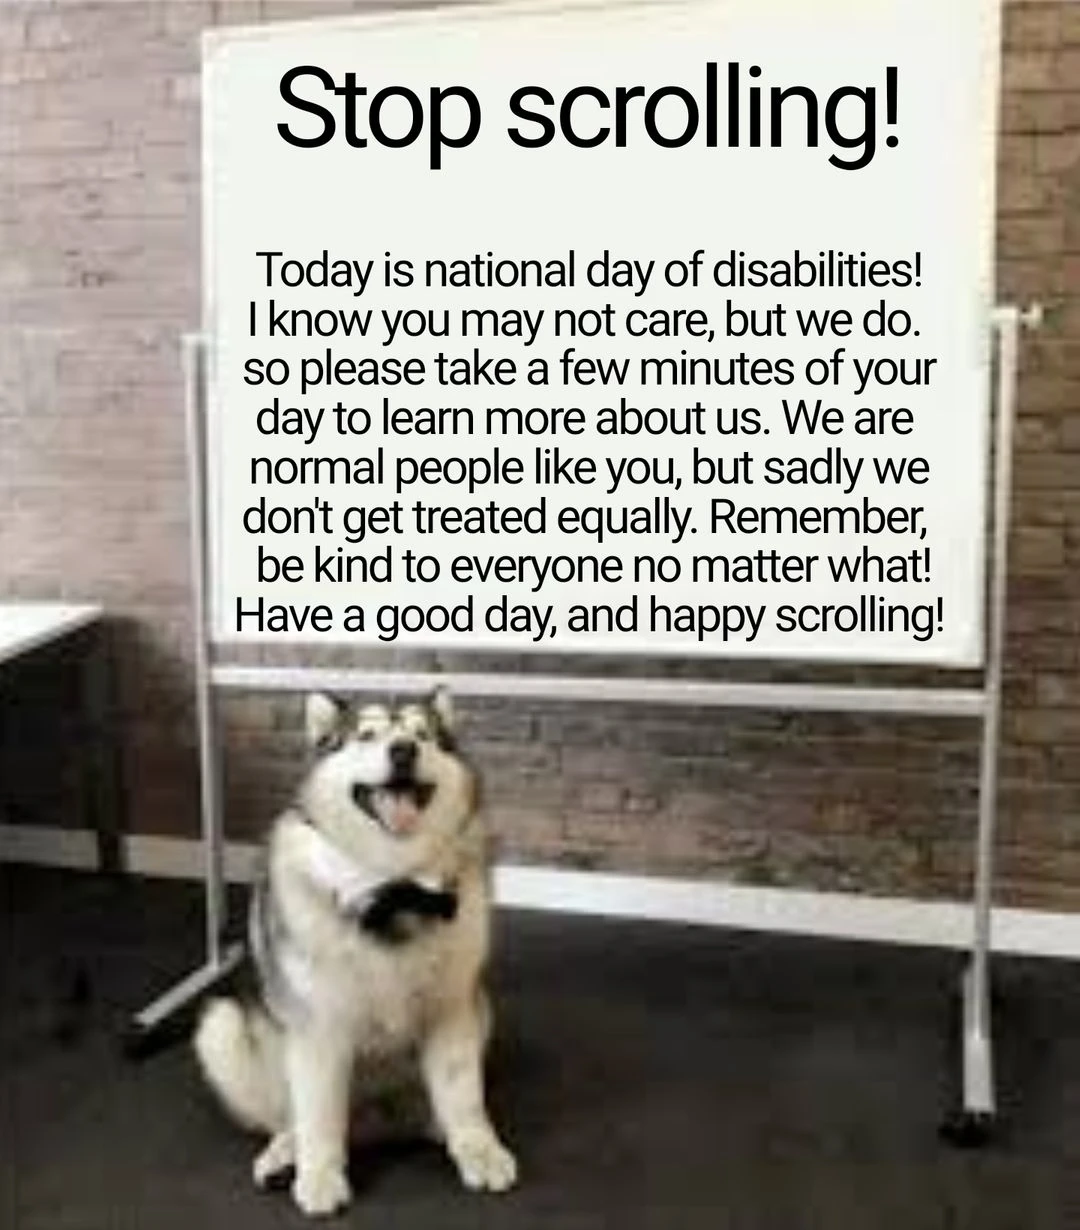 Stop scrolling!
Today is national day of disabilities!
I know you may not care, but we do.
so please take a few minutes of your
day to learn more about us. We are
normal people like you, but sadly we
don't get treated equally. Remember,
be kind to everyone no matter what!
Have a good day, and happy scrolling!